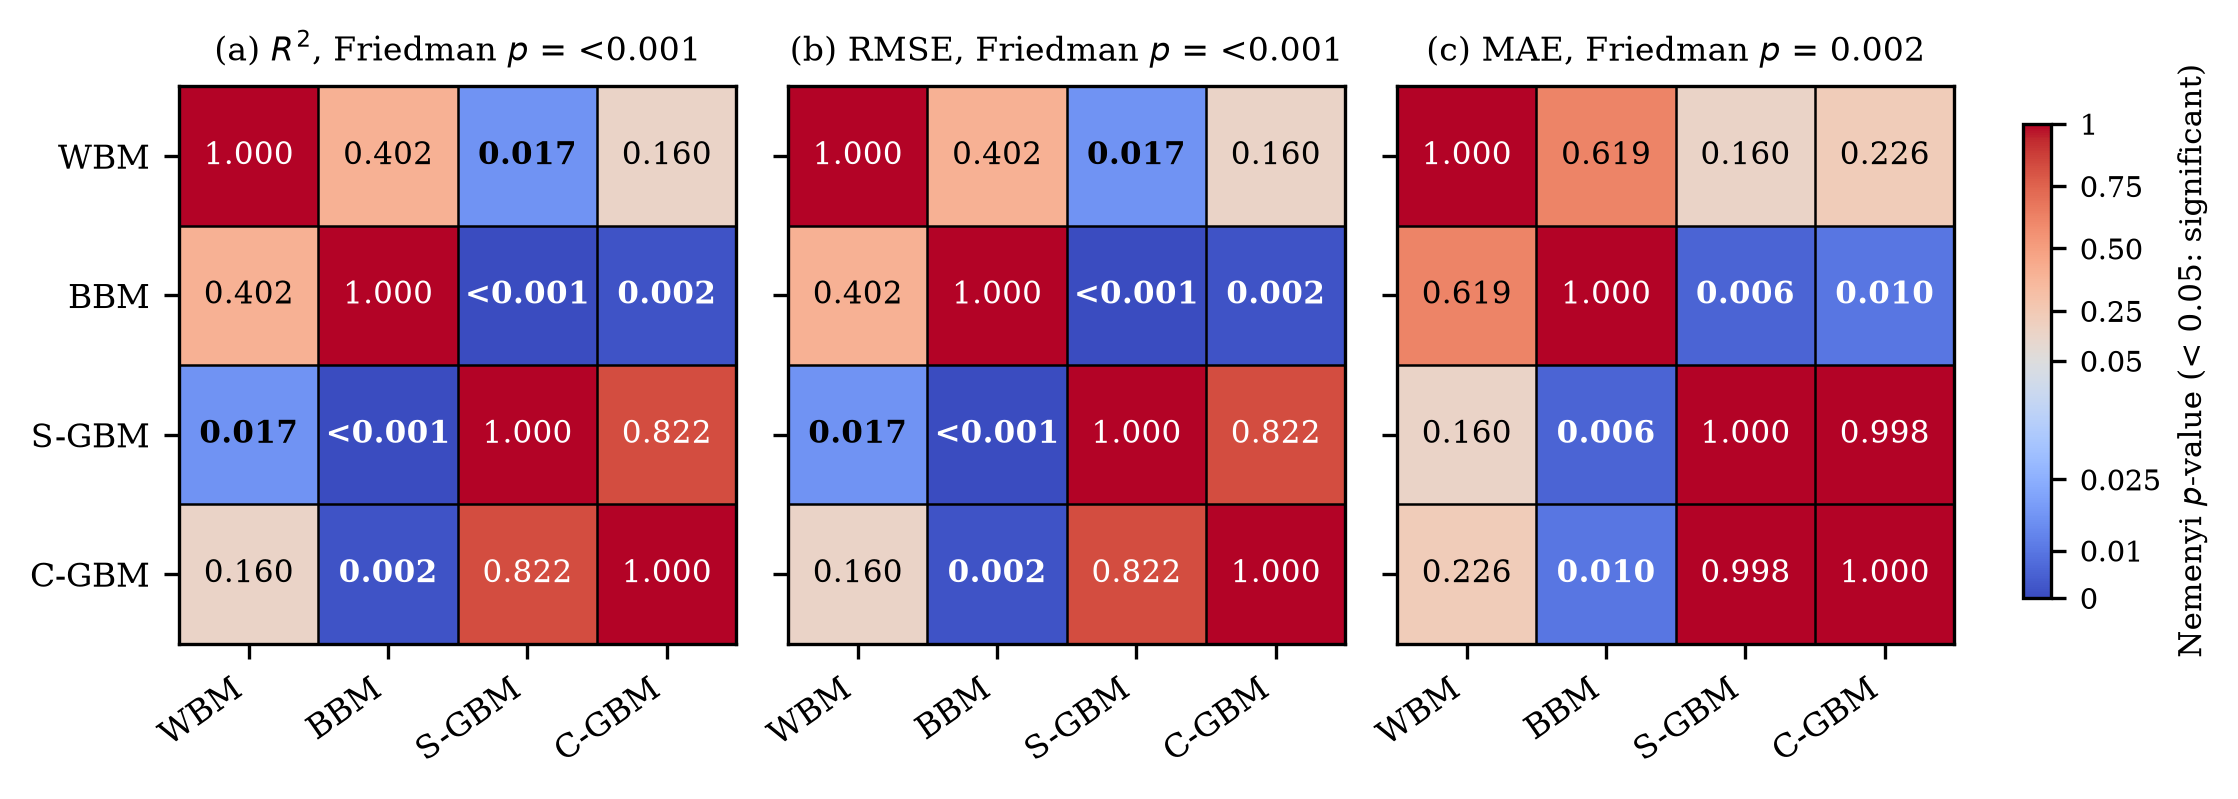 (a) R², Friedman p = <0.001
(b) RMSE, Friedman p = <0.001
(c) MAE, Friedman p = 0.002
WBM
1.000 0.402 0.017 0.160
1.000 0.402 0.017 0.160
1.000 0.619 0.160 0.226
BBM
0.402 1.000 <0.001 0.002
0.402 1.000 <0.001 0.002
0.619 1.000 0.006 0.010
S-GBM
0.017 <0.001 1.000 0.822
0.017 <0.001 1.000 0.822
0.160 0.006 1.000 0.998
C-GBM
0.160 0.002 0.822 1.000
0.160 0.002 0.822 1.000
0.226 0.010 0.998 1.000
WBM BBM S-GBM C-GBM
WBM BBM S-GBM C-GBM
WBM BBM S-GBM C-GBM
1
0.75
0.50
0.25
0.05
0.025
0.01
0
Nemenyi p-value (< 0.05: significant)